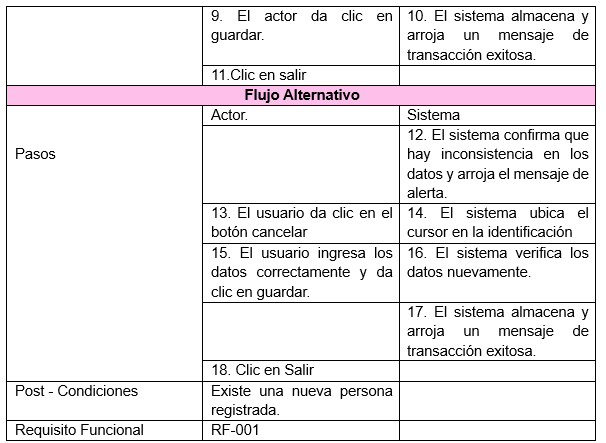 9. El actor da clic en
guardar.
10. El sistema almacena y
arroja un mensaje de
transacción exitosa.
11.Clic en salir
Flujo Alternativo
Pasos
Actor.
Sistema
12. El sistema confirma que
hay inconsistencia en los
datos y arroja el mensaje de
alerta.
13. El usuario da clic en el
botón cancelar
14. El sistema ubica el
cursor en la identificación
15. El usuario ingresa los
datos correctamente y da
clic en guardar.
16. El sistema verifica los
datos nuevamente.
17. El sistema almacena y
arroja un mensaje de
transacción exitosa.
18. Clic en Salir
Post - Condiciones
Existe una nueva persona
registrada.
Requisito Funcional
RF-001